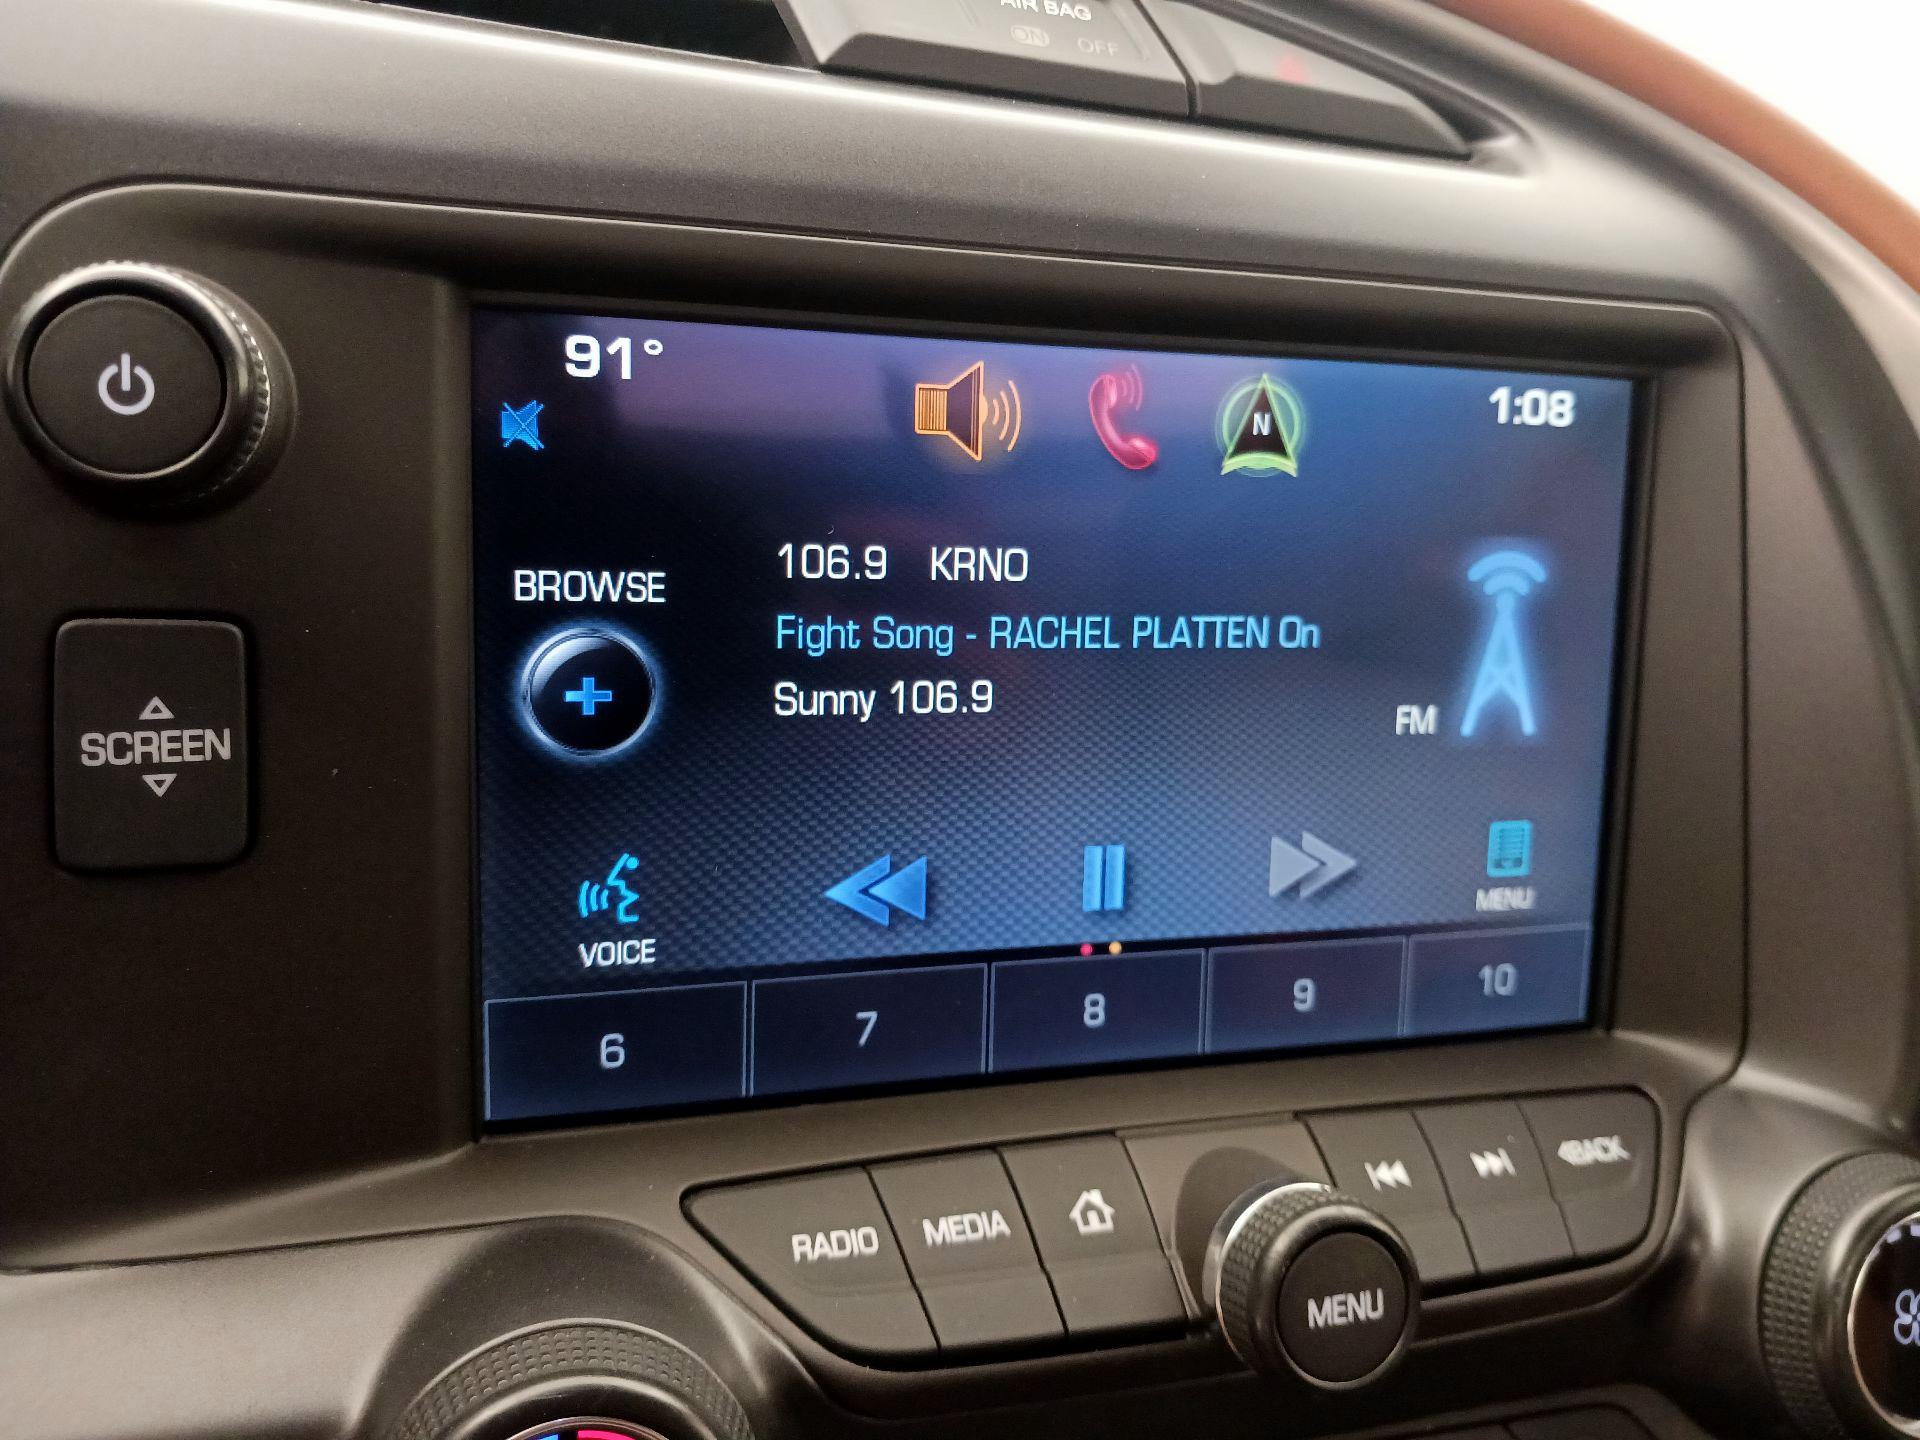 AIR BAG
ON OFF
91°
N
1:08
BROWSE
106.9 KRNO
Fight Song - RACHEL PLATTEN On
Sunny 106.9
FM
SCREEN
VOICE
MENU
6 7 8 9 10
RADIO MEDIA BACK
MENU